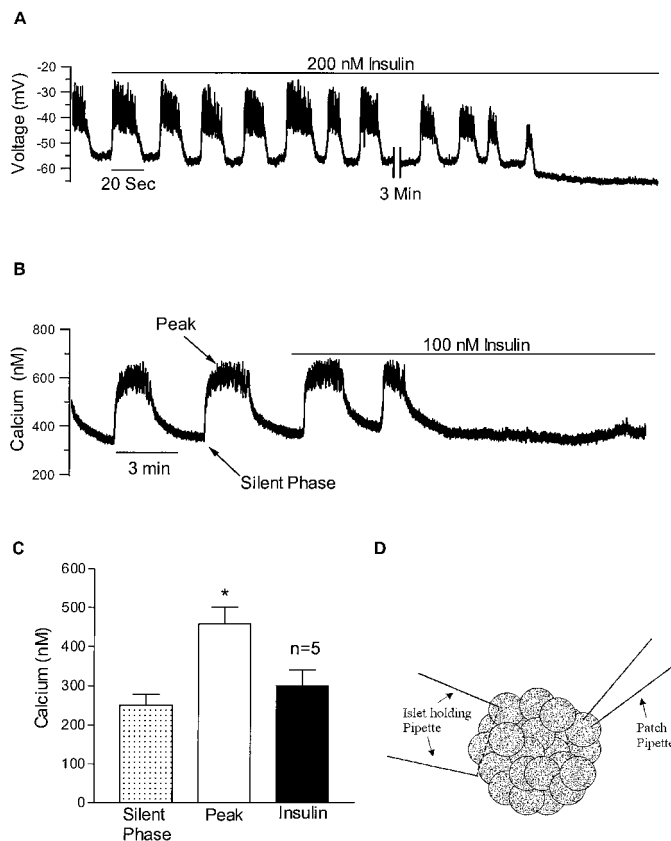 A
200 nM Insulin
-20
-30
-40
-50
-60
Voltage (mV)
20 Sec
3 Min
B
Peak
100 nM Insulin
800
600
400
200
Calcium (nM)
3 min
Silent Phase
C
600
500
400
300
200
100
0
Calcium (nM)
*
n=5
Silent
Phase
Peak
Insulin
D
Islet holding
Pipette
Patch
Pipette